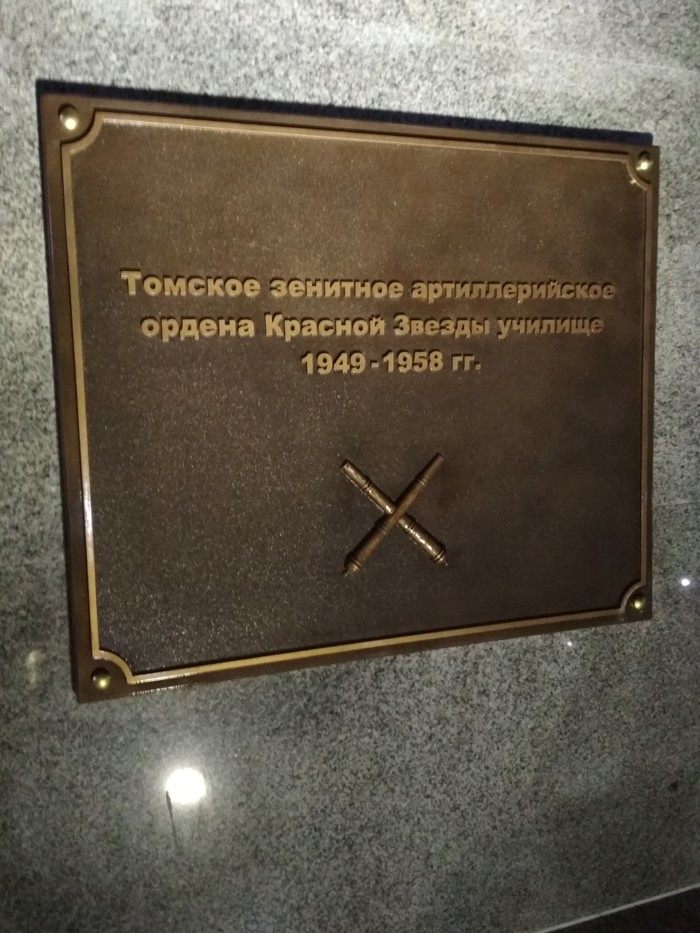 Томское зенитное артиллерийское
ордена Красной Звезды училище
1949-1958 гг.